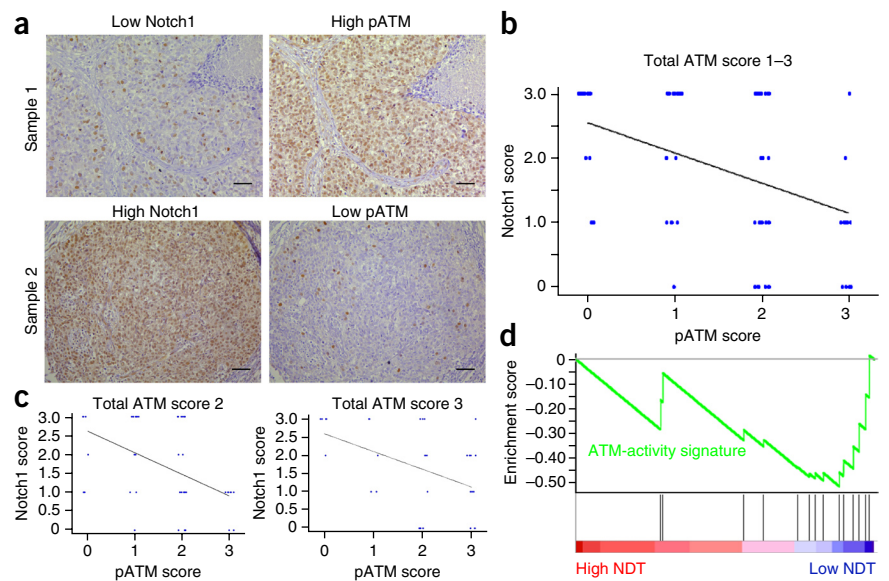 a
Low Notch1
High pATM
Sample 1
High Notch1
Low pATM
Sample 2
b
Total ATM score 1–3
Notch1 score
3.0
2.0
1.0
0
0 1 2 3
pATM score
c
Total ATM score 2
Notch1 score
3.0
2.5
2.0
1.5
1.0
0.5
0
0 1 2 3
pATM score
Total ATM score 3
Notch1 score
3.0
2.5
2.0
1.5
1.0
0.5
0
0 1 2 3
pATM score
d
Enrichment score
0
–0.10
–0.20
–0.30
–0.40
–0.50
ATM-activity signature
High NDT
Low NDT